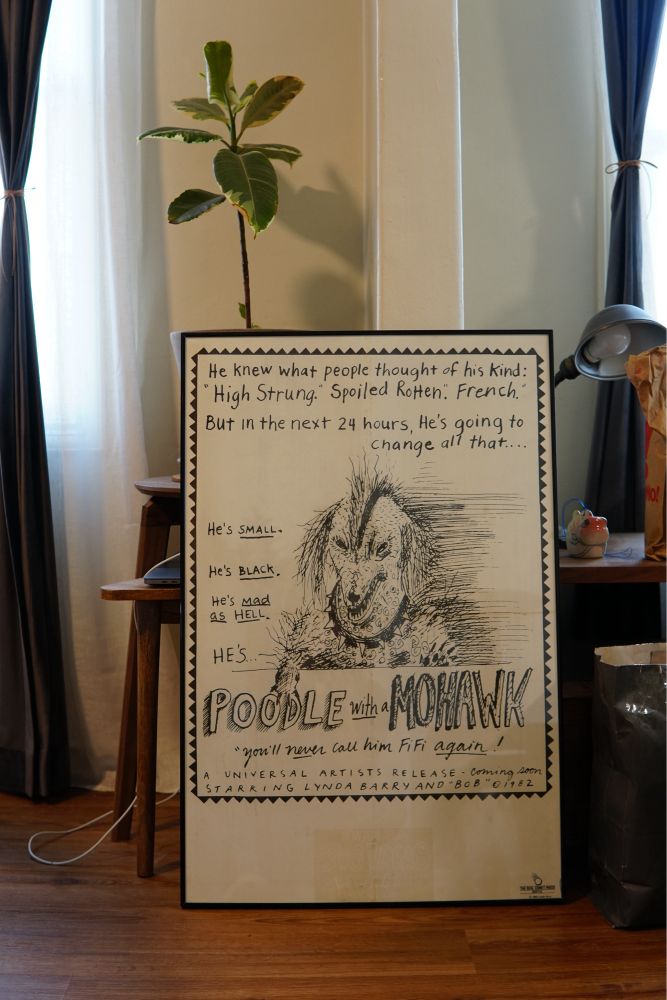 He knew what people thought of his kind:
"High Strung." "Spoiled Rotten". "French."
But in the next 24 hours, He's going to
change all that....
He's SMALL.
He's BLACK.
He's mad
as HELL.
HE'S...
POODLE with a MOHAWK
"you'll never call him FiFi again!
A UNIVERSAL ARTISTS RELEASE - coming soon
STARRING LYNDA BARRY AND "BOB" © 1982